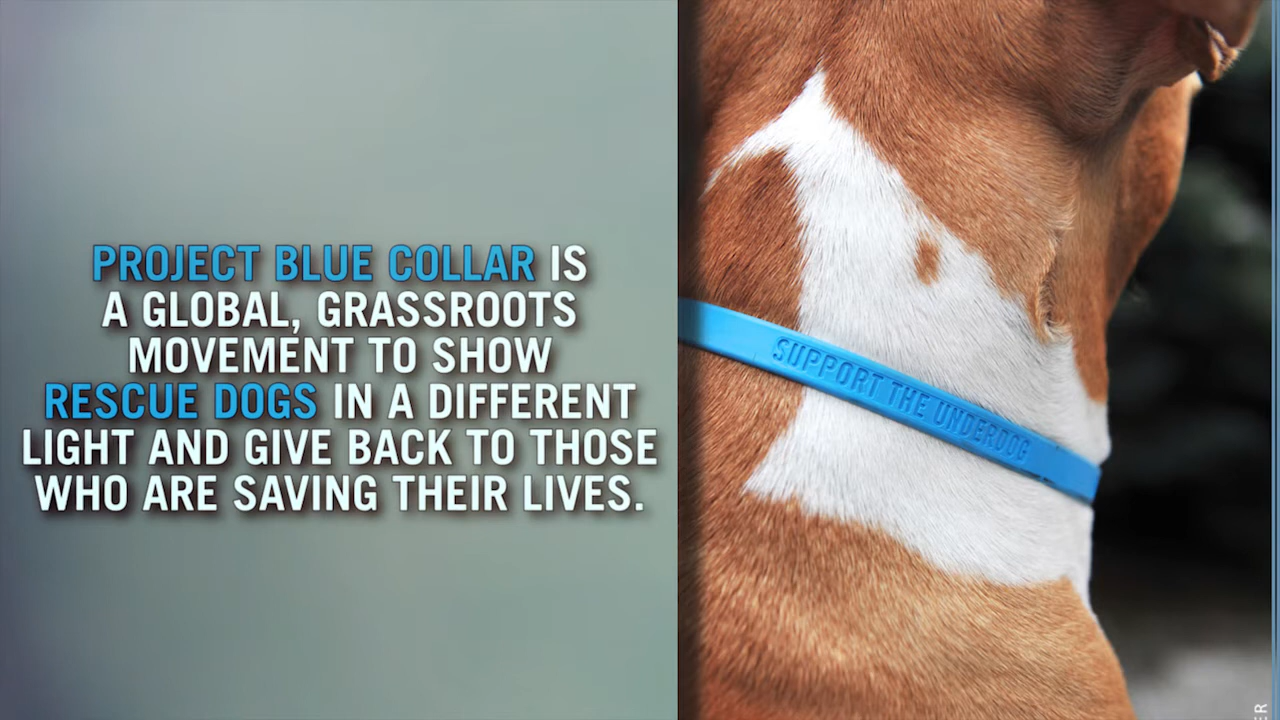 PROJECT BLUE COLLAR IS
A GLOBAL, GRASSROOTS
MOVEMENT TO SHOW
RESCUE DOGS IN A DIFFERENT
LIGHT AND GIVE BACK TO THOSE
WHO ARE SAVING THEIR LIVES.
SUPPORT THE UNDERDOG